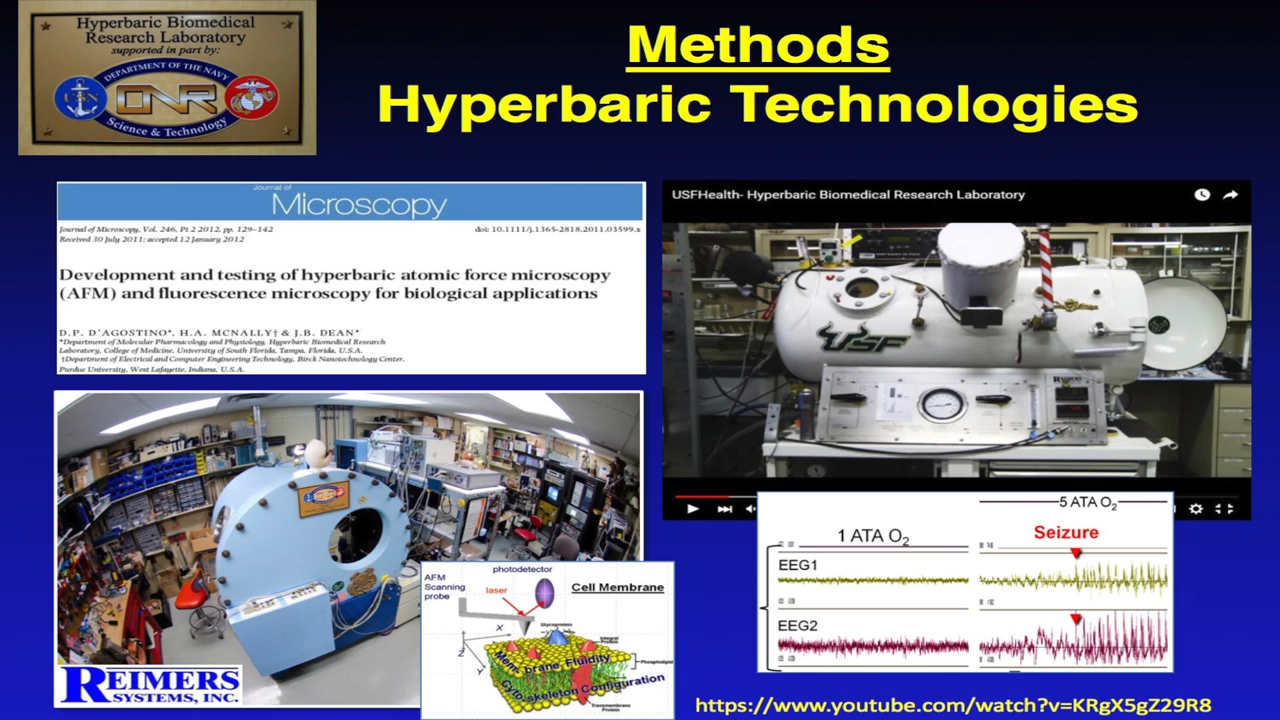 Hyperbaric Biomedical
Research Laboratory
supported in part by:
DEPARTMENT OF THE NAVY
USN
ONR
Science & Technology
Methods
Hyperbaric Technologies
Journal of
Microscopy
Journal of Microscopy, Vol. 246, Pt 2 2012, pp. 129–142
doi: 10.1111/j.1365-2818.2011.03599.x
Received 30 July 2011; accepted 12 January 2012
Development and testing of hyperbaric atomic force microscopy
(AFM) and fluorescence microscopy for biological applications
D.P. D'AGOSTINO*, H.A. MCNALLY† & J.B. DEAN*
*Department of Molecular Pharmacology and Physiology, Hyperbaric Biomedical Research
Laboratory, College of Medicine, University of South Florida, Tampa, Florida, U.S.A.
†Department of Electrical and Computer Engineering Technology, Birck Nanotechnology Center,
Purdue University, West Lafayette, Indiana, U.S.A.
USFHealth- Hyperbaric Biomedical Research Laboratory
USF
REIMERS
SYSTEMS, INC.
AFM
Scanning
probe
photodetector
laser
Cell Membrane
X
Z
Y
Glycoprotein
Integral
Protein
Phospholipid
Membrane Fluidity
Cytoskeleton Configuration
Transmembrane
Protein
1 ATA O2
5 ATA O2
Seizure
EEG1
EEG2
https://www.youtube.com/watch?v=KRgX5gZ29R8